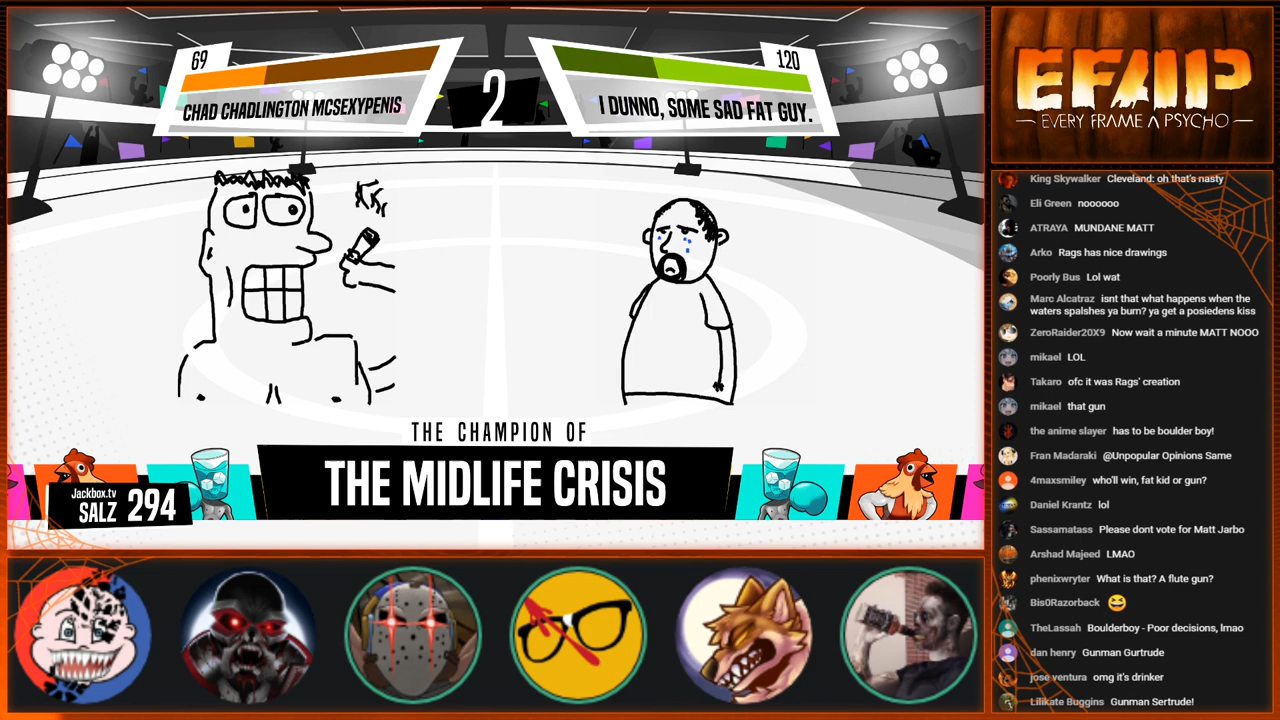 69
CHAD CHADLINGTON MCSEXYPENIS
2
120
I DUNNO, SOME SAD FAT GUY.
THE CHAMPION OF
THE MIDLIFE CRISIS
Jackbox.tv
SALZ 294
EFAP
EVERY FRAME A PSYCHO
King Skywalker Cleveland: oh that's nasty
Eli Green noooooo
ATRAYA MUNDANE MATT
Arko Rags has nice drawings
Poorly Bus Lol wat
Marc Alcatraz isnt that what happens when the
waters spalshes ya bum? ya get a posiedens kiss
ZeroRaider20X9 Now wait a minute MATT NOOO
mikael LOL
Takaro ofc it was Rags' creation
mikael that gun
the anime slayer has to be boulder boy!
Fran Madaraki @Unpopular Opinions Same
4maxsmiley who'll win, fat kid or gun?
Daniel Krantz lol
Sassamatass Please dont vote for Matt Jarbo
Arshad Majeed LMAO
phenixwryter What is that? A flute gun?
Bis0Razorback 😆
TheLassah Boulderboy - Poor decisions, lmao
dan henry Gunman Gurtrude
jose ventura omg it's drinker
Lilikate Buggins Gunman Sertrude!